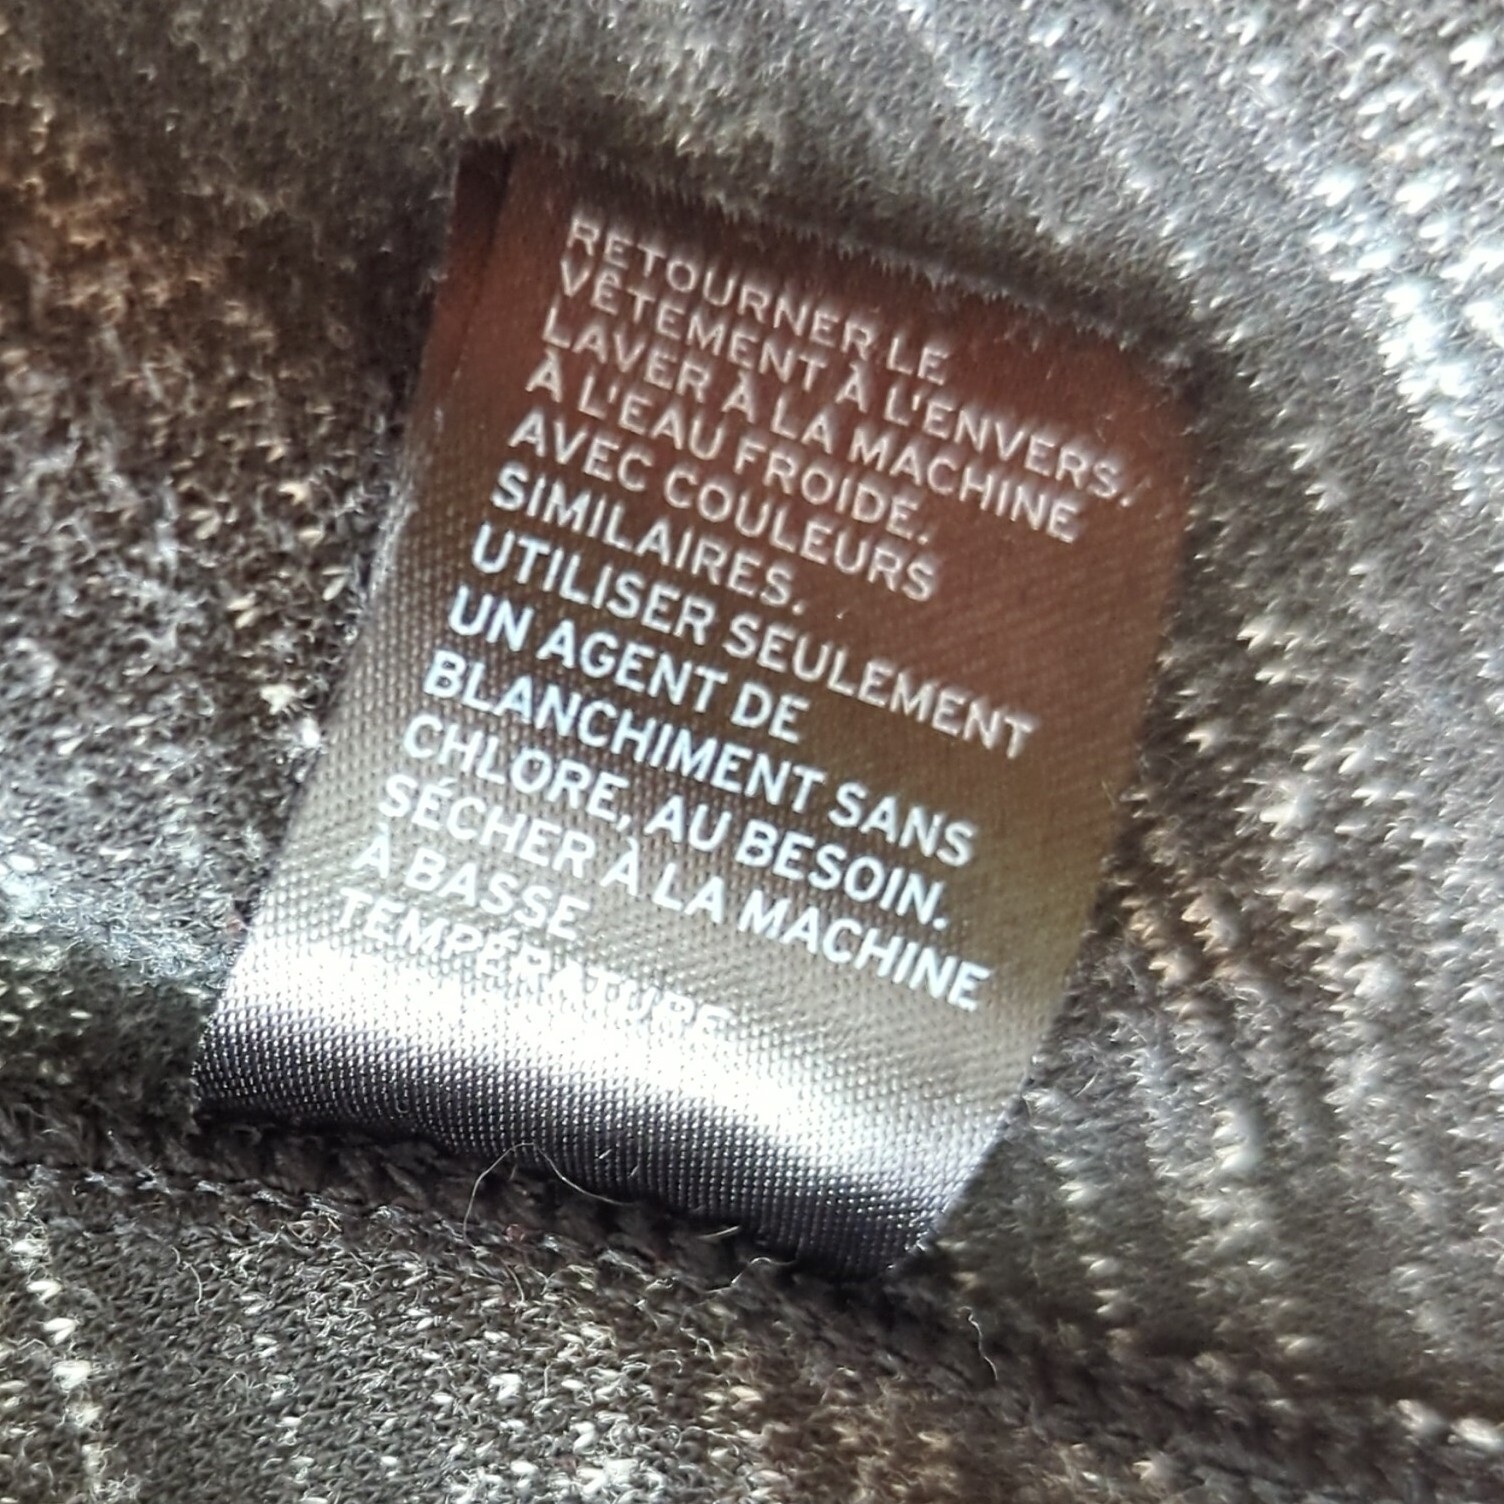 RETOURNER LE
VÊTEMENT À L'ENVERS.
LAVER À LA MACHINE
À L'EAU FROIDE.
AVEC COULEURS
SIMILAIRES.
UTILISER SEULEMENT
UN AGENT DE
BLANCHIMENT SANS
CHLORE, AU BESOIN.
SÉCHER À LA MACHINE
À BASSE
TEMPÉRATURE